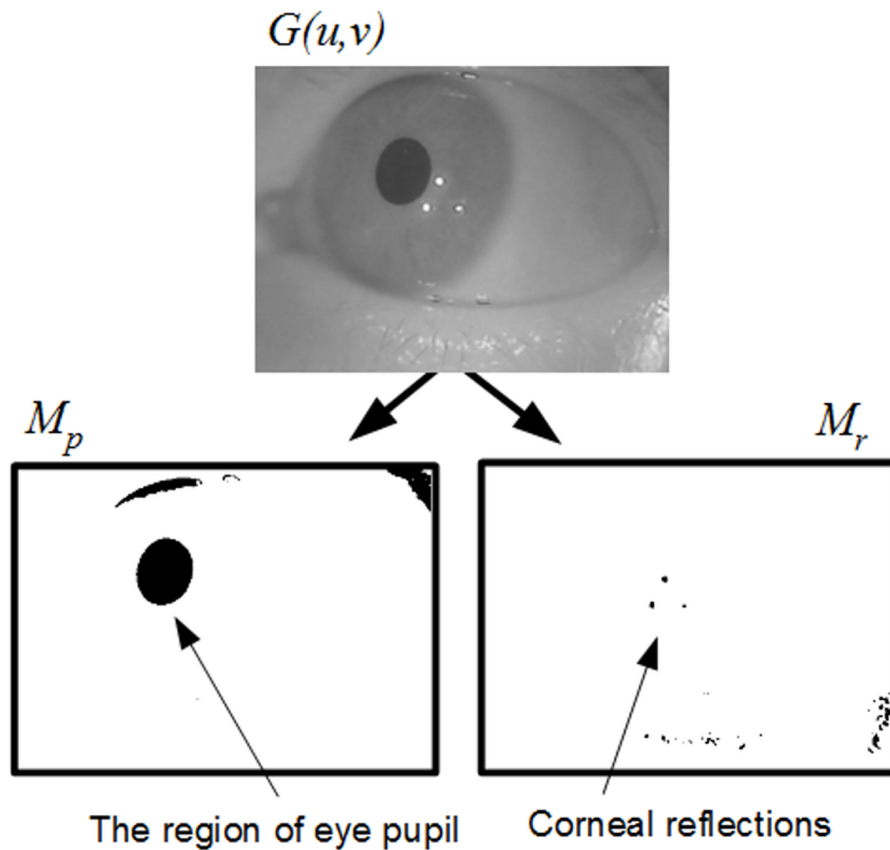 G(u,v)
M_p
M_r
The region of eye pupil
Corneal reflections